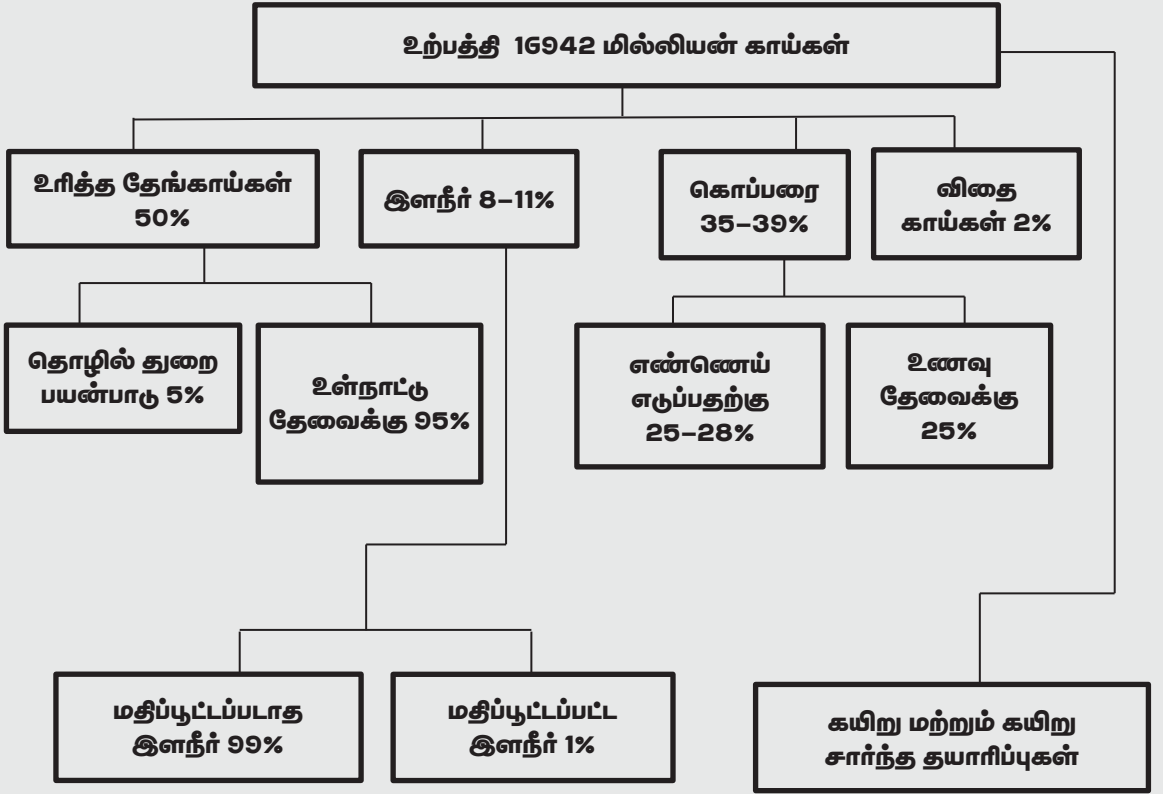 உற்பத்தி 16942 மில்லியன் காய்கள்
உரித்த தேங்காய்கள்
50%
இளநீர் 8–11%
கொப்பரை
35–39%
விதை
காய்கள் 2%
தொழில் துறை
பயன்பாடு 5%
உள்நாட்டு
தேவைக்கு 95%
எண்ணெய்
எடுப்பதற்கு
25–28%
உணவு
தேவைக்கு
25%
மதிப்பூட்டப்படாத
இளநீர் 99%
மதிப்பூட்டப்பட்ட
இளநீர் 1%
கயிறு மற்றும் கயிறு
சார்ந்த தயாரிப்புகள்